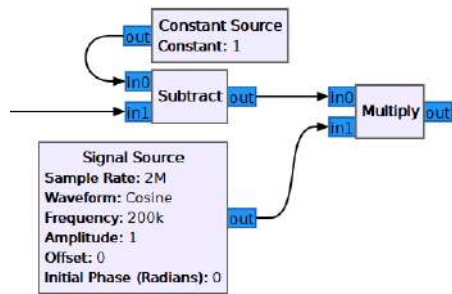 out
Constant Source
Constant: 1
in0
in1
Subtract
out
in0
in1
Multiply
out
Signal Source
Sample Rate: 2M
Waveform: Cosine
Frequency: 200k
Amplitude: 1
Offset: 0
Initial Phase (Radians): 0
out